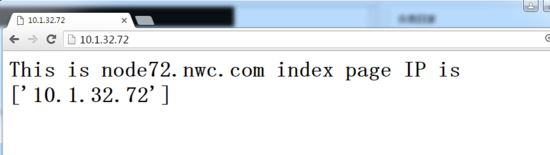 10.1.32.72
10.1.32.72
This is node72.nwc.com index page IP is
['10.1.32.72']